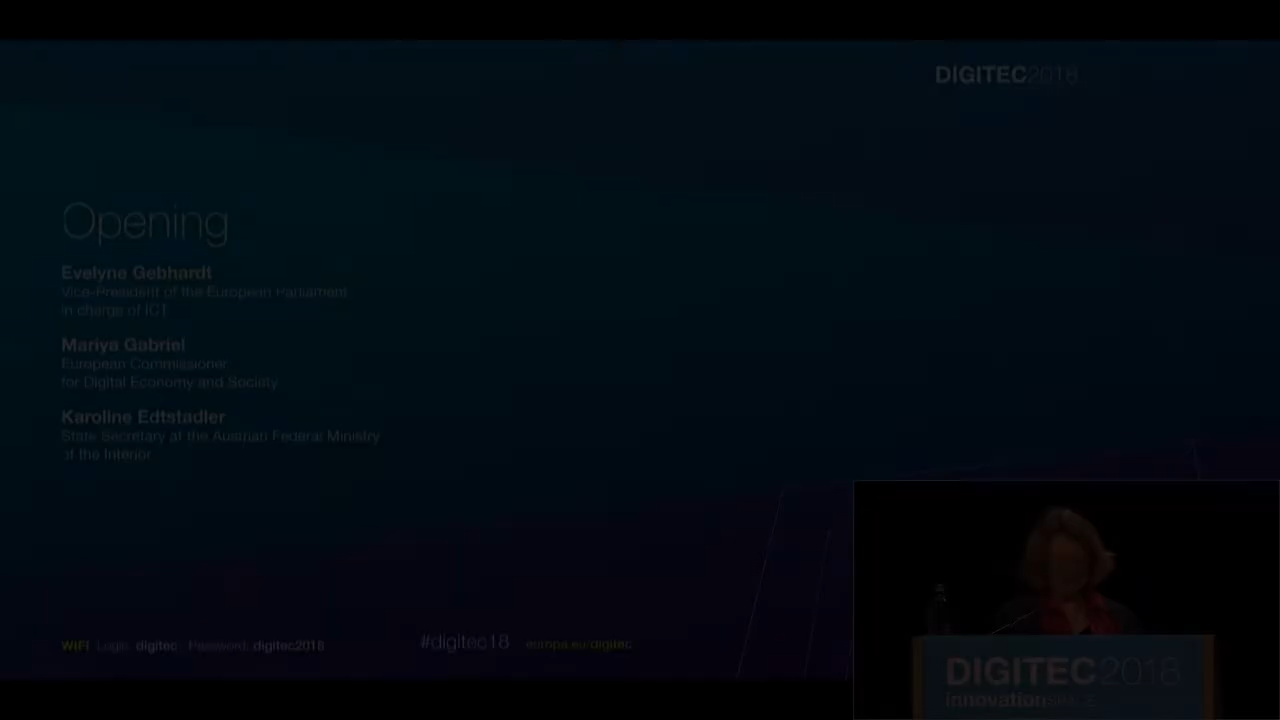 DIGITEC2018
Opening
Evelyne Gebhardt
Vice-President of the European Parliament
in charge of ICT
Mariya Gabriel
European Commissioner
for Digital Economy and Society
Karoline Edtstadler
State Secretary at the Austrian Federal Ministry
of the Interior
WIFI Login: digitec Password: digitec2018 #digitec18 europa.eu/digitec
DIGITEC2018
innovationSPACE